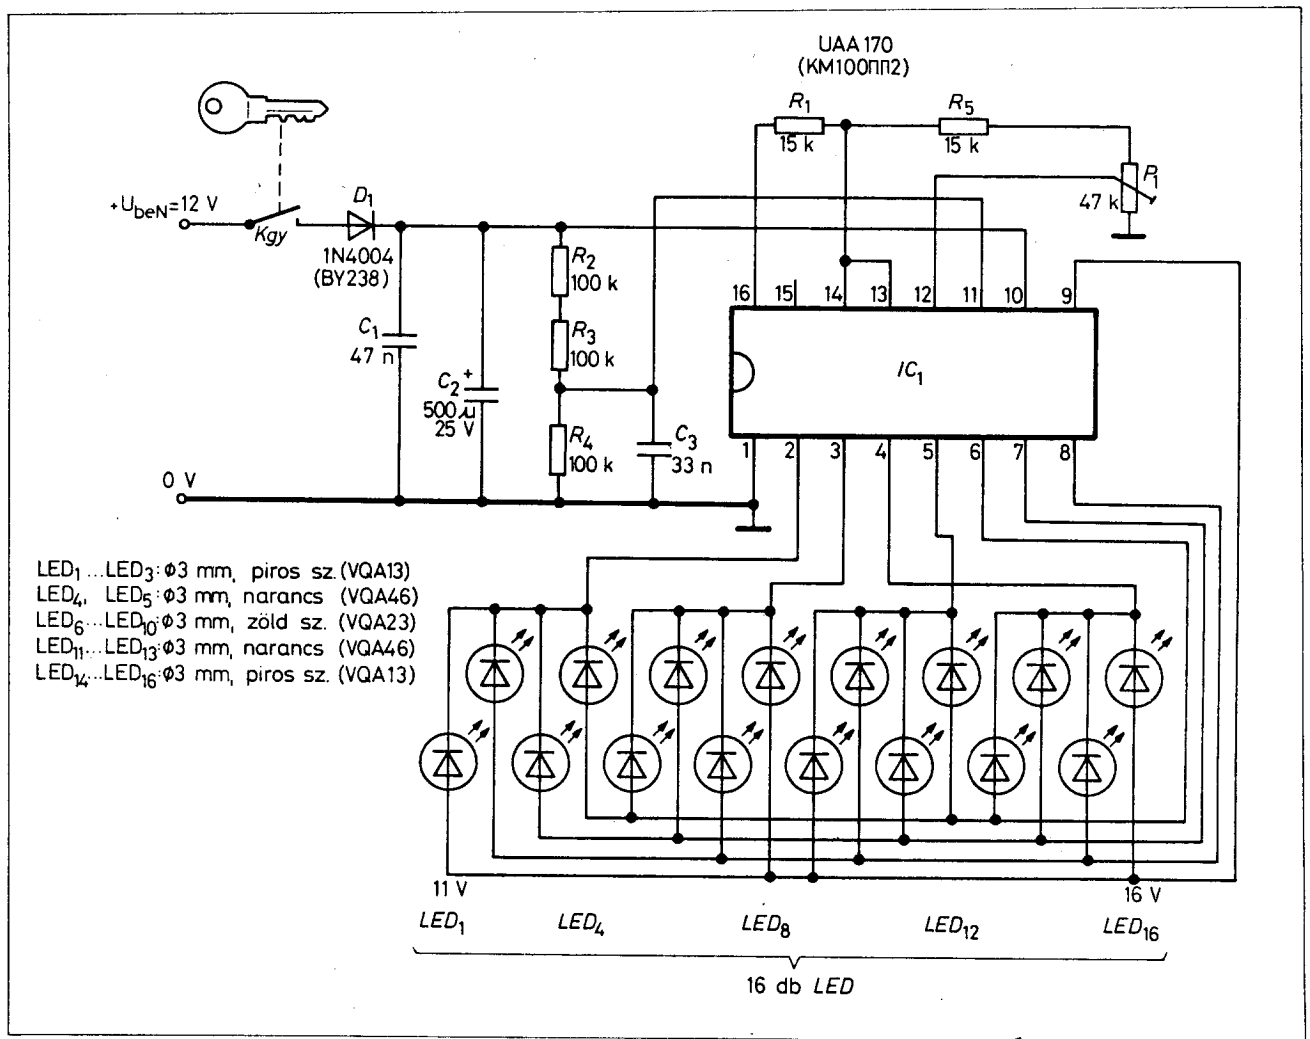 UAA 170
(KM100ПП2)
R1
15 k
R5
15 k
P1
47 k
+UbeN=12 V
Kgy
D1
1N4004
(BY238)
C1
47 n
C2 +
500 µ
25 V
R2
100 k
R3
100 k
R4
100 k
C3
33 n
16 15 14 13 12 11 10 9
IC1
1 2 3 4 5 6 7 8
0 V
LED1...LED3: ϕ3 mm, piros sz. (VQA13)
LED4, LED5: ϕ3 mm, narancs (VQA46)
LED6...LED10: ϕ3 mm, zöld sz. (VQA23)
LED11...LED13: ϕ3 mm, narancs (VQA46)
LED14...LED16: ϕ3 mm, piros sz. (VQA13)
11 V
16 V
LED1 LED4 LED8 LED12 LED16
16 db LED